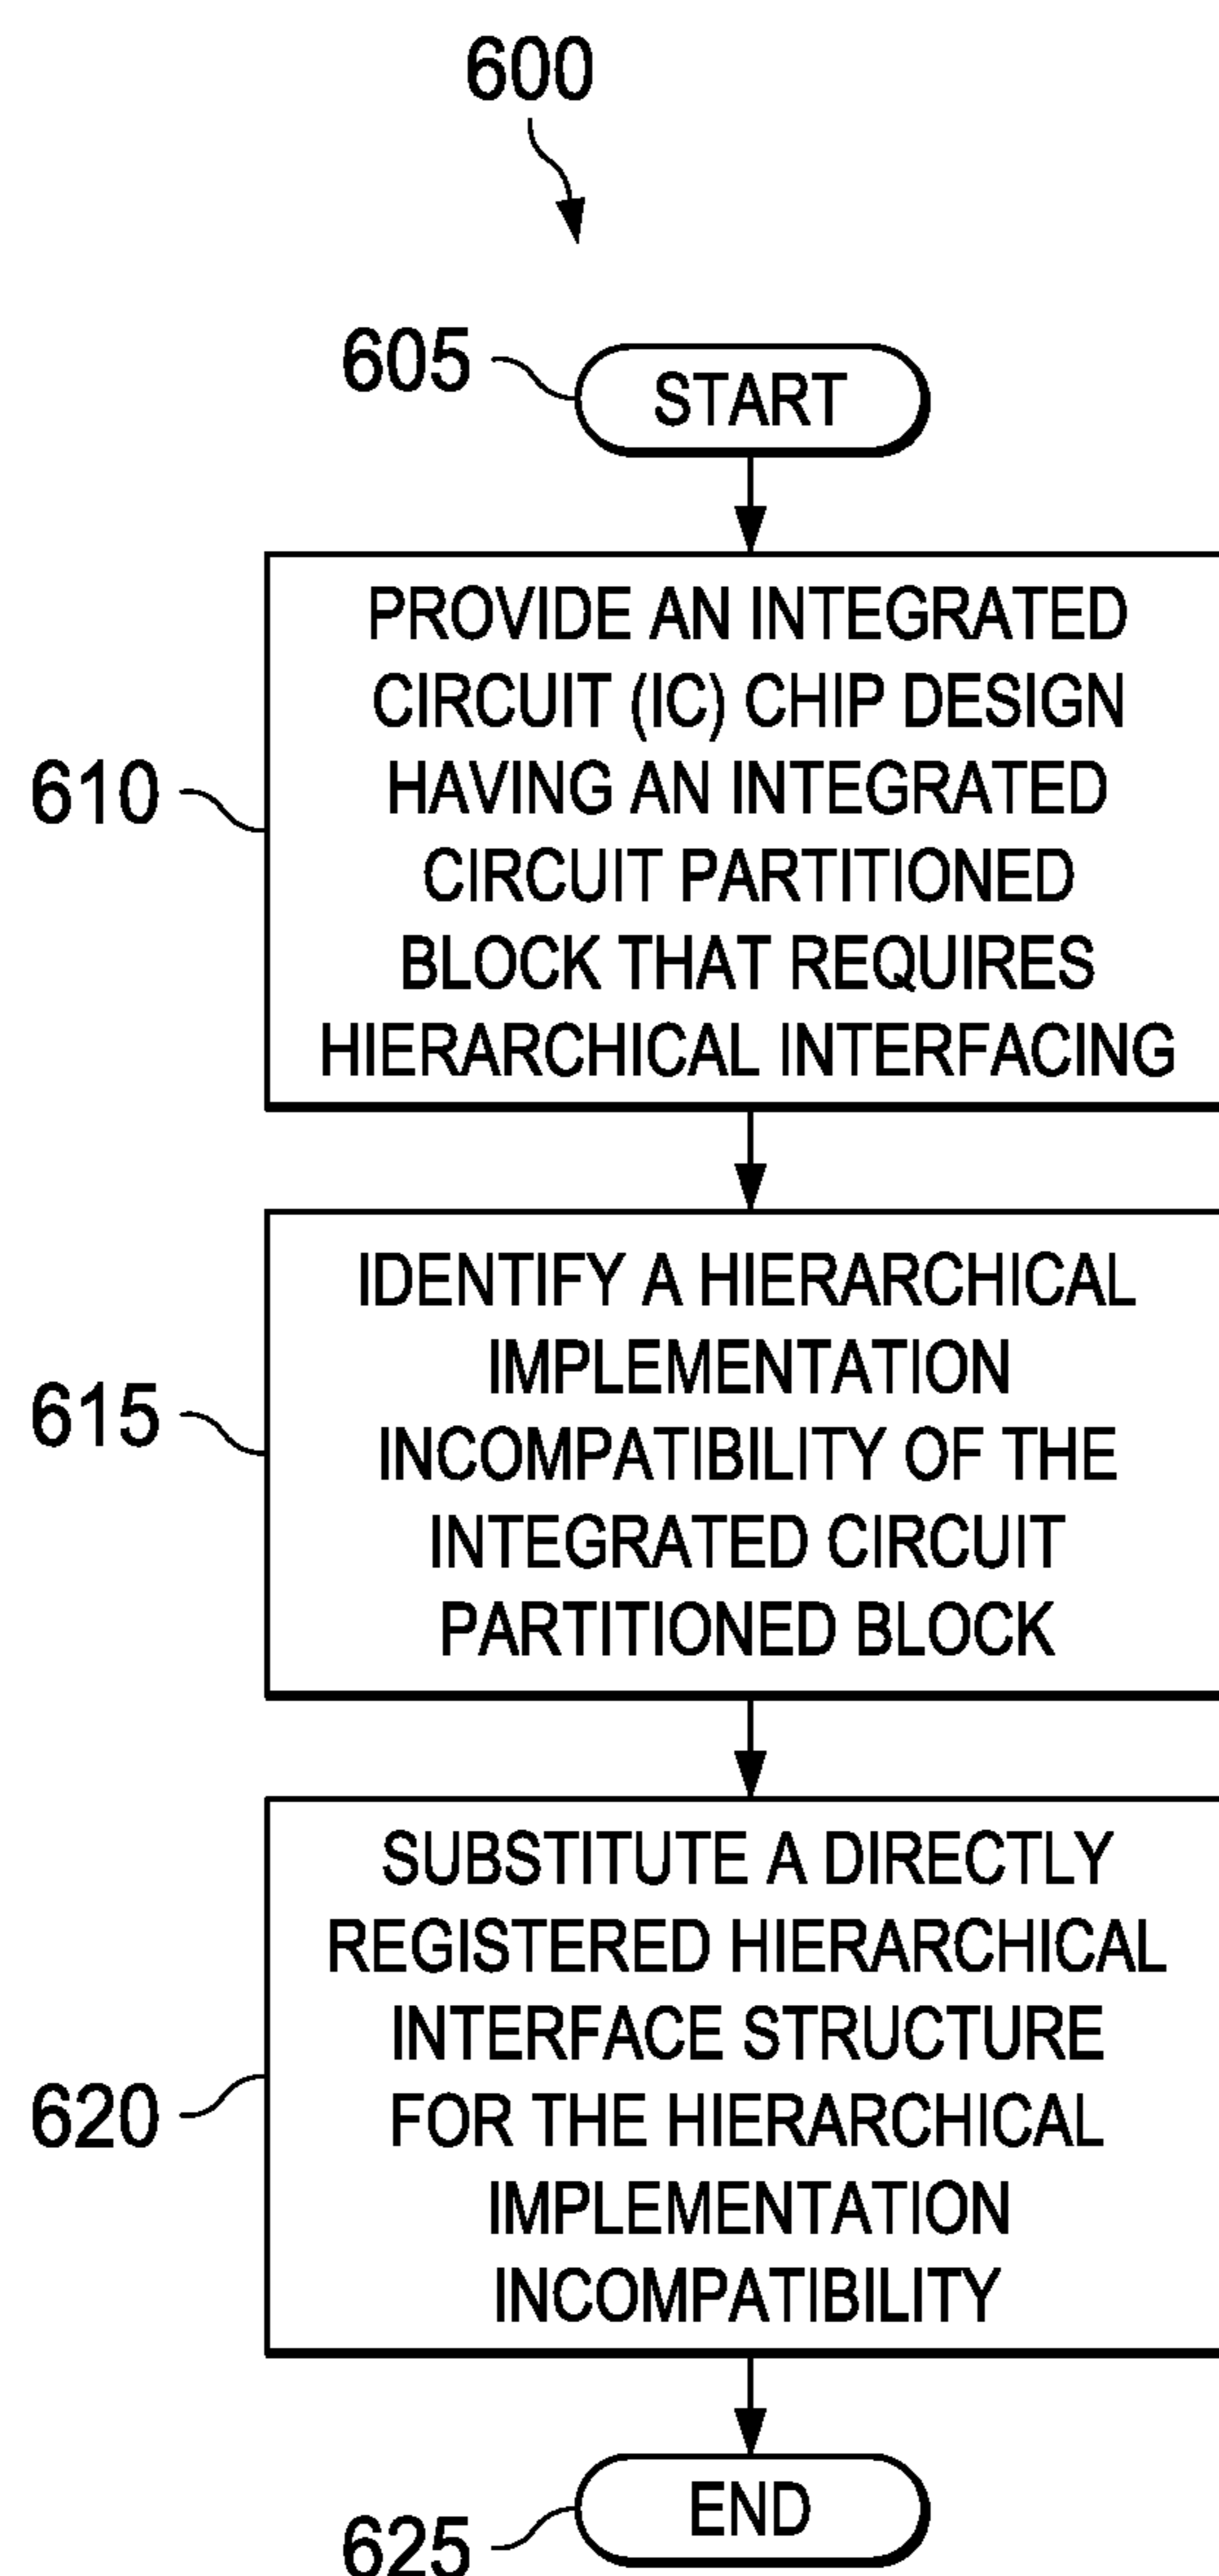 600
605
START
PROVIDE AN INTEGRATED
CIRCUIT (IC) CHIP DESIGN
HAVING AN INTEGRATED
CIRCUIT PARTITIONED
BLOCK THAT REQUIRES
HIERARCHICAL INTERFACING
610
IDENTIFY A HIERARCHICAL
IMPLEMENTATION
INCOMPATIBILITY OF THE
INTEGRATED CIRCUIT
PARTITIONED BLOCK
615
SUBSTITUTE A DIRECTLY
REGISTERED HIERARCHICAL
INTERFACE STRUCTURE
FOR THE HIERARCHICAL
IMPLEMENTATION
INCOMPATIBILITY
620
END
625